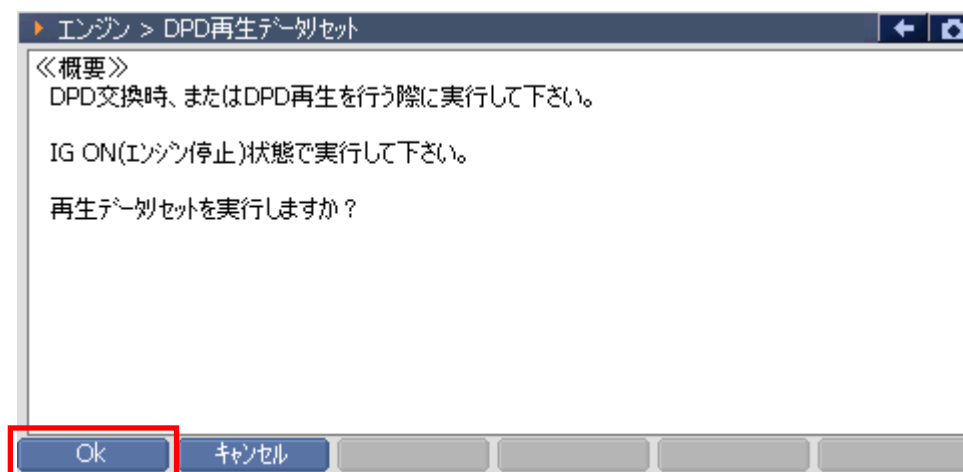 エンジン > DPD再生ﾃﾞｰﾀﾘｾｯﾄ
≪概要≫
DPD交換時、またはDPD再生を行う際に実行して下さい。
IG ON(ｴﾝｼﾞﾝ停止)状態で実行して下さい。
再生ﾃﾞｰﾀﾘｾｯﾄを実行しますか？
Ok
ｷｬﾝｾﾙ